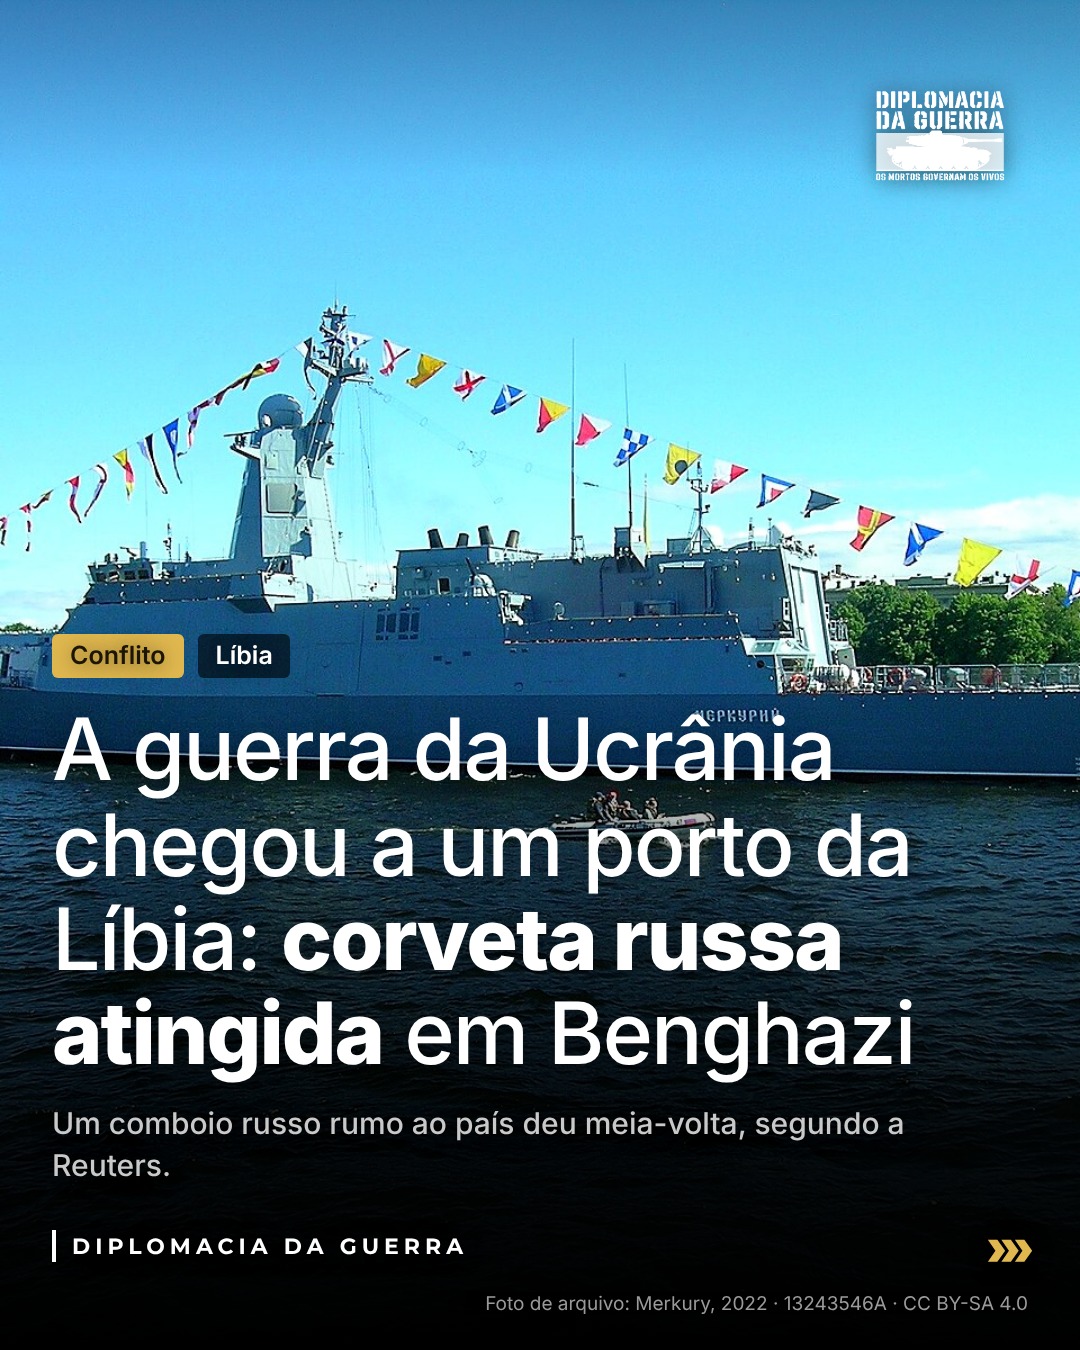 DIPLOMACIA
DA GUERRA
OS MORTOS GOVERNAM OS VIVOS
МЕРКУРИЙ
Conflito
Líbia
A guerra da Ucrânia
chegou a um porto da
Líbia: corveta russa
atingida em Benghazi
Um comboio russo rumo ao país deu meia-volta, segundo a
Reuters.
DIPLOMACIA DA GUERRA
Foto de arquivo: Merkury, 2022 · 13243546A · CC BY-SA 4.0